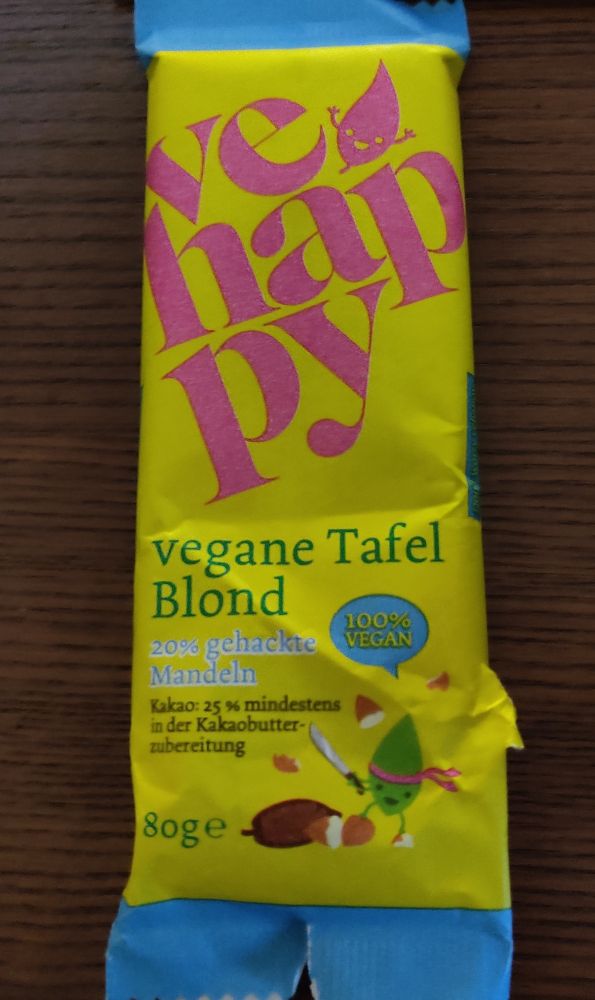 ve
hap
py
vegane Tafel
Blond
100%
VEGAN
20% gehackte
Mandeln
Kakao: 25 % mindestens
in der Kakaobutter-
zubereitung
80g e